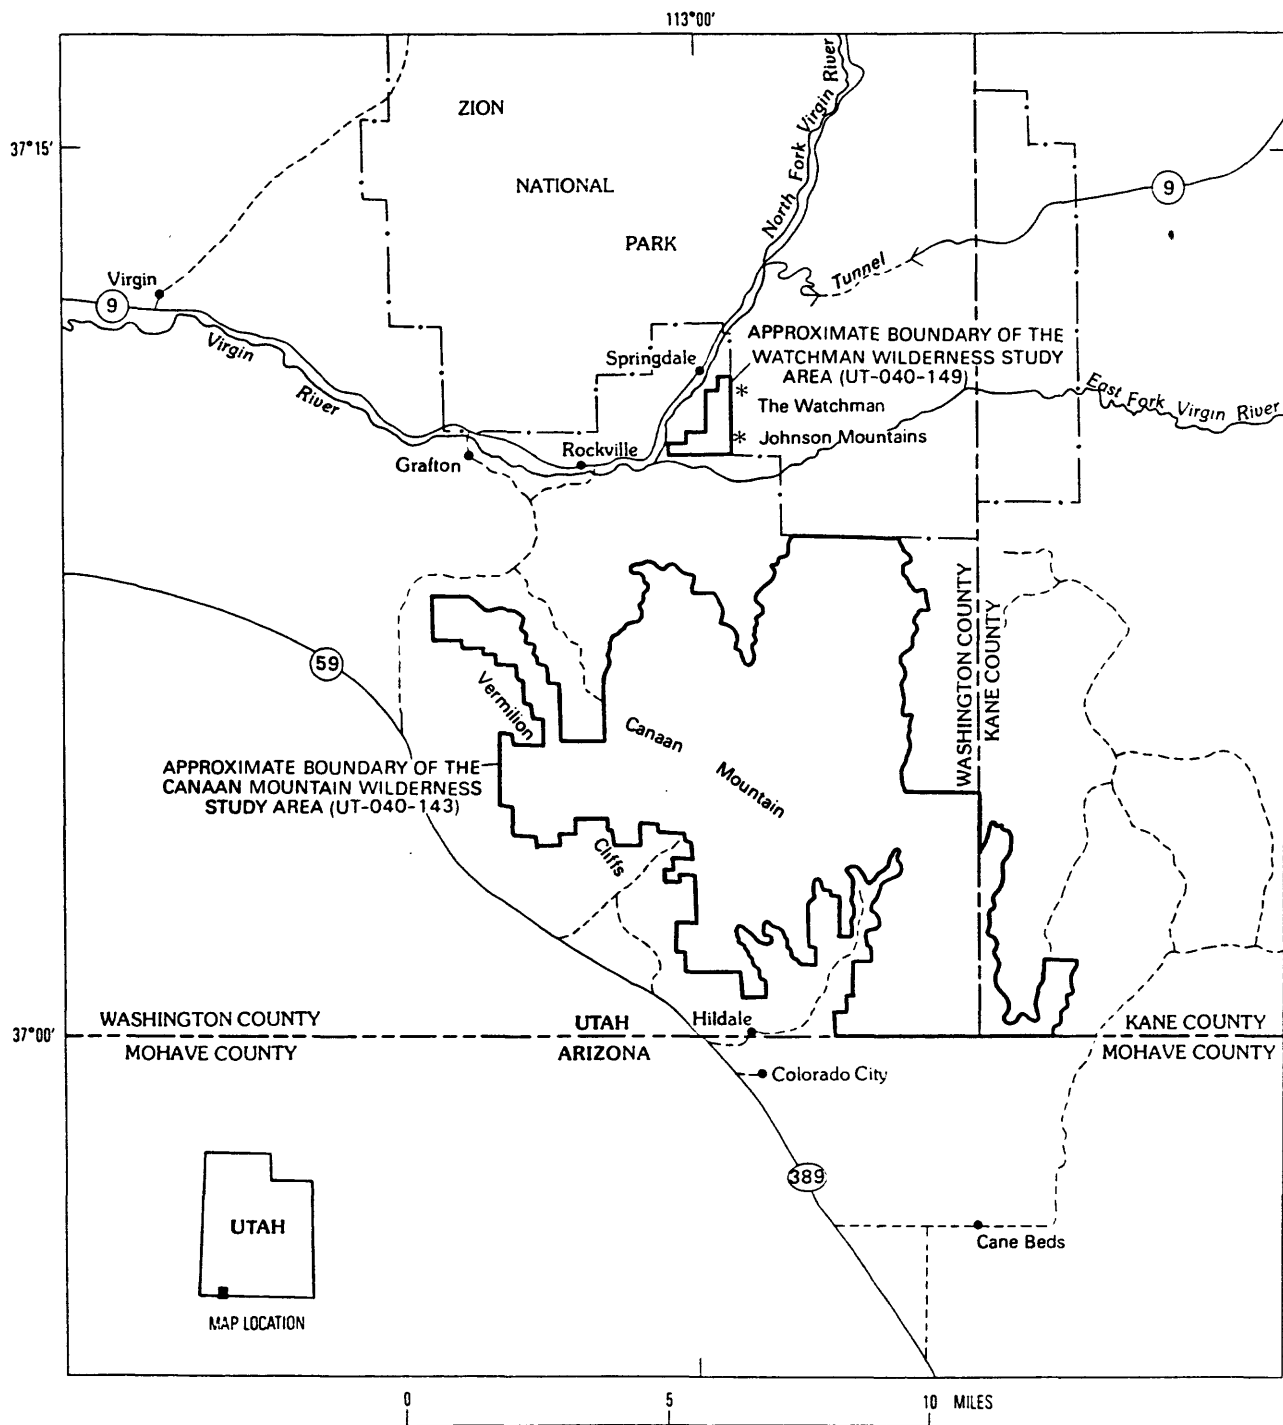 113°00'
ZION
NATIONAL
PARK
North Fork Virgin River
37°15'
9
Tunnel
Virgin
9
Virgin
River
APPROXIMATE BOUNDARY OF THE
WATCHMAN WILDERNESS STUDY
AREA (UT-040-149)
Springdale
* The Watchman
* Johnson Mountains
East Fork Virgin River
Rockville
Grafton
WASHINGTON COUNTY
KANE COUNTY
59
Vermilion
Cliffs
Canaan
Mountain
APPROXIMATE BOUNDARY OF THE
CANAAN MOUNTAIN WILDERNESS
STUDY AREA (UT-040-143)
37°00'
WASHINGTON COUNTY
UTAH
Hildale
KANE COUNTY
MOHAVE COUNTY
ARIZONA
MOHAVE COUNTY
Colorado City
389
Cane Beds
UTAH
MAP LOCATION
0 5 10 MILES